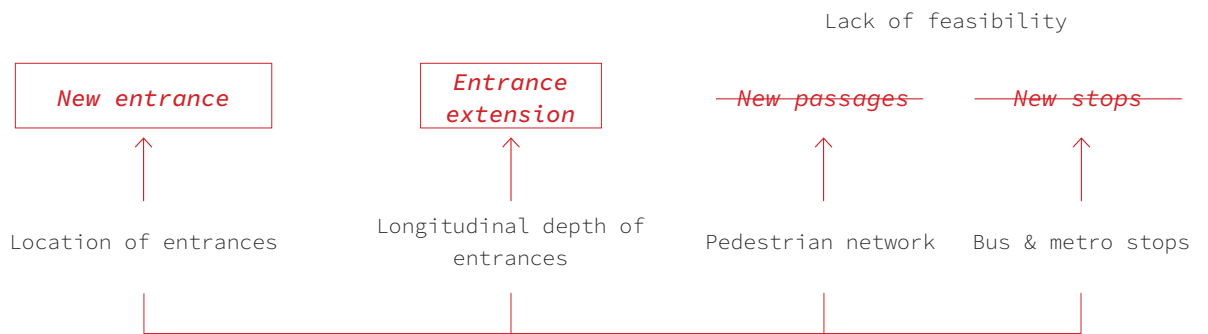 Lack of feasibility
New entrance
Entrance
extension
New passages
New stops
Location of entrances
Longitudinal depth of
entrances
Pedestrian network
Bus & metro stops